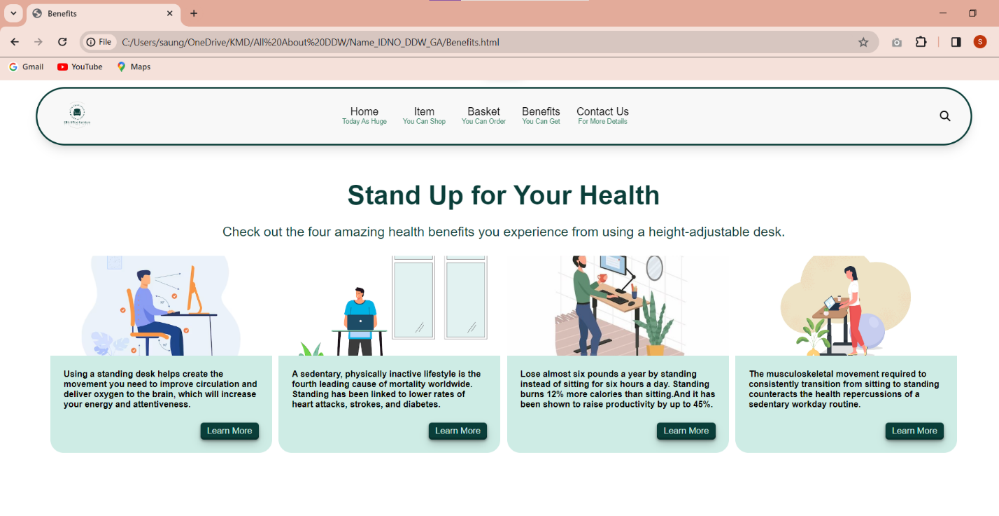 Benefits
File
C:/Users/saung/OneDrive/KMD/All%20About%20DDW/Name_IDNO_DDW_GA/Benefits.html
S
Gmail YouTube Maps
Home Item Basket Benefits Contact Us
Today As Huge You Can Shop You Can Order You Can Get For More Details
Stand Up for Your Health
Check out the four amazing health benefits you experience from using a height-adjustable desk.
Using a standing desk helps create the
movement you need to improve circulation and
deliver oxygen to the brain, which will increase
your energy and attentiveness.
Learn More
A sedentary, physically inactive lifestyle is the
fourth leading cause of mortality worldwide.
Standing has been linked to lower rates of
heart attacks, strokes, and diabetes.
Learn More
Lose almost six pounds a year by standing
instead of sitting for six hours a day. Standing
burns 12% more calories than sitting.And it has
been shown to raise productivity by up to 45%.
Learn More
The musculoskeletal movement required to
consistently transition from sitting to standing
counteracts the health repercussions of a
sedentary workday routine.
Learn More